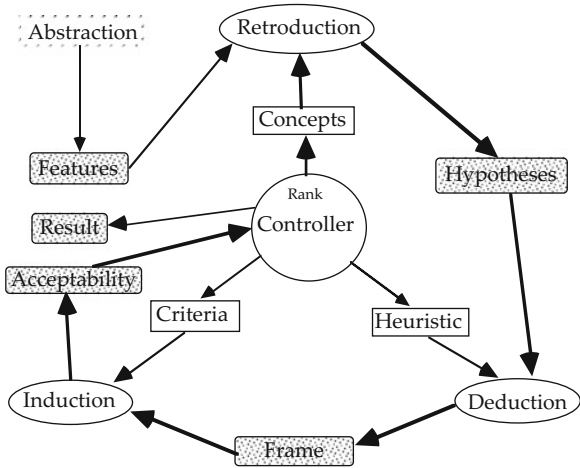 Abstraction
Retroduction
Concepts
Features
Hypotheses
Rank
Controller
Result
Acceptability
Criteria
Heuristic
Induction
Deduction
Frame